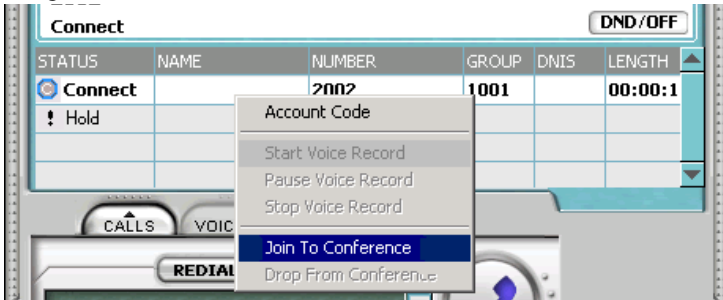 Connect DND/OFF
STATUS NAME NUMBER GROUP DNIS LENGTH
Connect 2002 1001 00:00:1
! Hold
Account Code
Start Voice Record
Pause Voice Record
Stop Voice Record
CALLS VOIC
Join To Conference
REDIAL
Drop From Conference